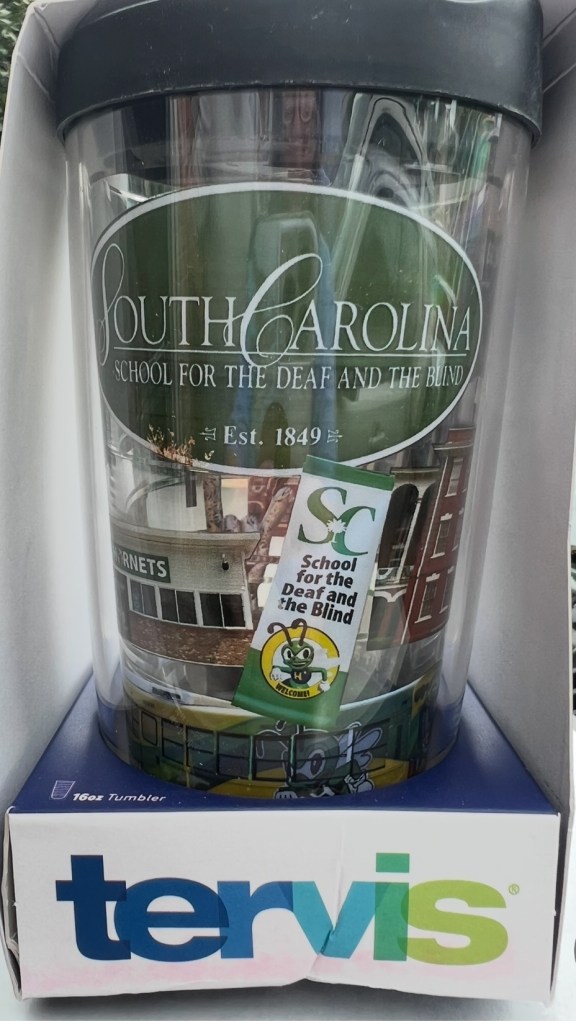 South Carolina
SCHOOL FOR THE DEAF AND THE BLIND
Est. 1849
SC
School
for the
Deaf and
the Blind
WELCOME!
16oz Tumbler
tervis®